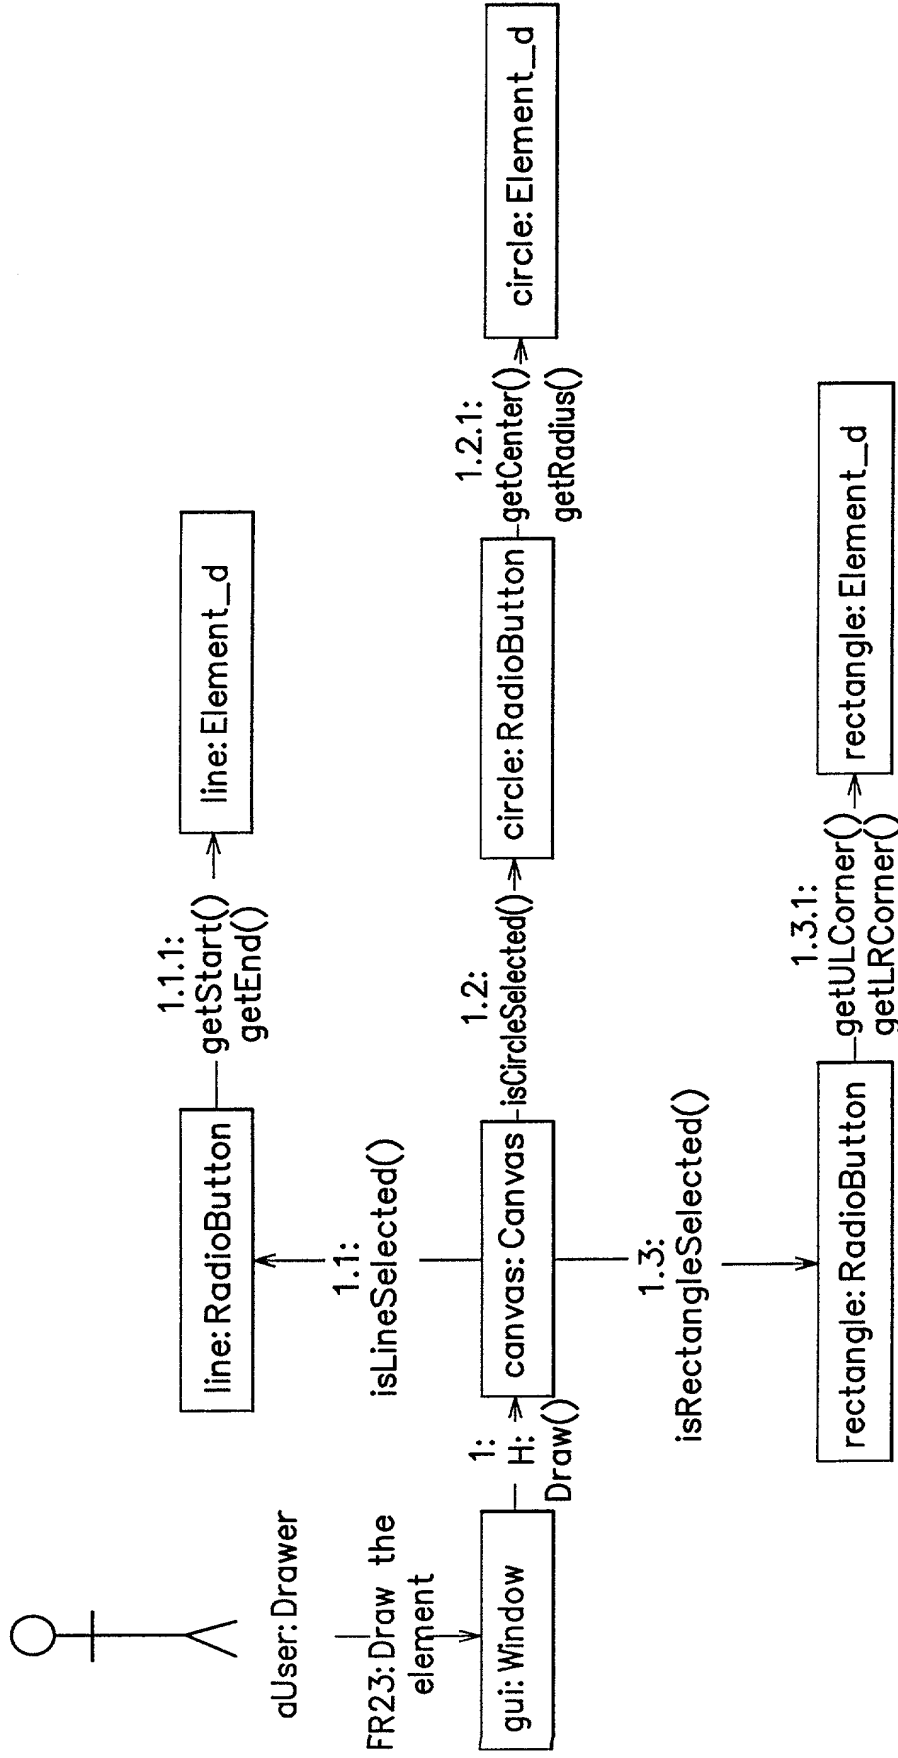 aUser:Drawer
FR23:Draw the
element
gui:Window
1:
H:
Draw()
canvas:Canvas
1.1:
isLineSelected()
line:RadioButton
1.1.1:
getStart()
getEnd()
line:Element_d
1.2:
isCircleSelected()
circle:RadioButton
1.2.1:
getCenter()
getRadius()
circle:Element_d
1.3:
isRectangleSelected()
rectangle:RadioButton
1.3.1:
getULCorner()
getLRCorner()
rectangle:Element_d